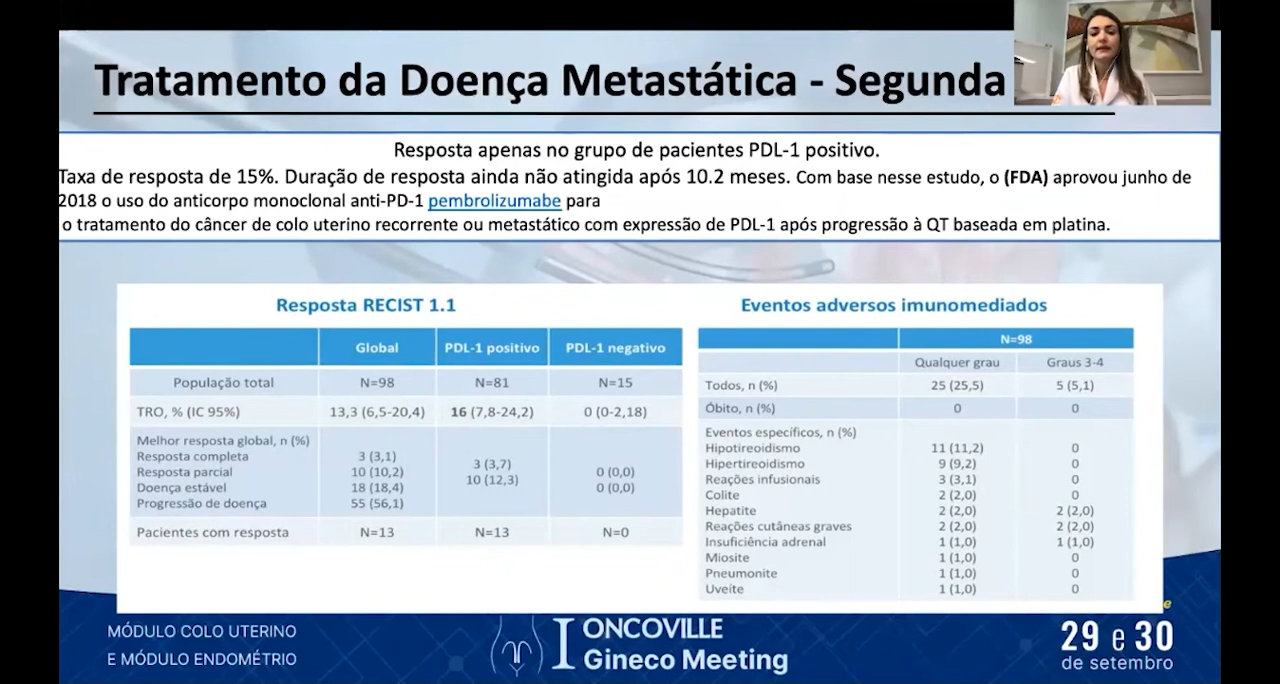 Tratamento da Doença Metastática - Segunda
Resposta apenas no grupo de pacientes PDL-1 positivo.
Taxa de resposta de 15%. Duração de resposta ainda não atingida após 10.2 meses. Com base nesse estudo, o (FDA) aprovou junho de
2018 o uso do anticorpo monoclonal anti-PD-1 pembrolizumabe para
o tratamento do câncer de colo uterino recorrente ou metastático com expressão de PDL-1 após progressão à QT baseada em platina.
Resposta RECIST 1.1
Global PDL-1 positivo PDL-1 negativo
População total N=98 N=81 N=15
TRO, % (IC 95%) 13,3 (6,5-20,4) 16 (7,8-24,2) 0 (0-2,18)
Melhor resposta global, n (%)
Resposta completa 3 (3,1) 3 (3,7) 0 (0,0)
Resposta parcial 10 (10,2) 10 (12,3) 0 (0,0)
Doença estável 18 (18,4)
Progressão de doença 55 (56,1)
Pacientes com resposta N=13 N=13 N=0
Eventos adversos imunomediados
N=98
Qualquer grau Graus 3-4
Todos, n (%) 25 (25,5) 5 (5,1)
Óbito, n (%) 0 0
Eventos específicos, n (%)
Hipotireoidismo 11 (11,2) 0
Hipertireoidismo 9 (9,2) 0
Reações infusionais 3 (3,1) 0
Colite 2 (2,0) 0
Hepatite 2 (2,0) 2 (2,0)
Reações cutâneas graves 2 (2,0) 2 (2,0)
Insuficiência adrenal 1 (1,0) 1 (1,0)
Miosite 1 (1,0) 0
Pneumonite 1 (1,0) 0
Uveíte 1 (1,0) 0
e
MÓDULO COLO UTERINO
E MÓDULO ENDOMÉTRIO
I ONCOVILLE
Gineco Meeting
29 e 30
de setembro